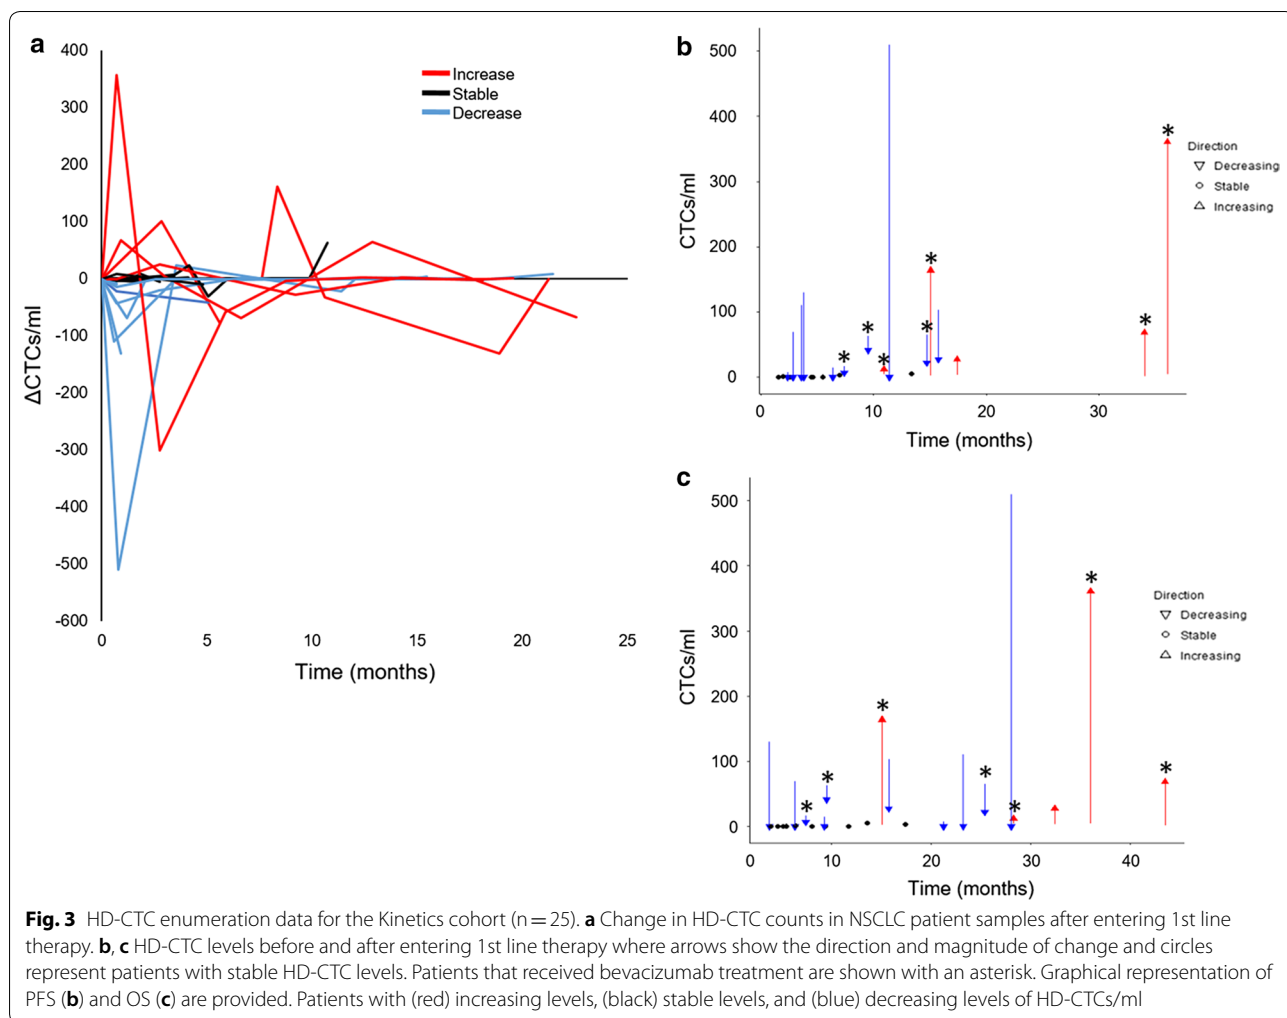 a
400
300
200
100
0
-100
-200
-300
-400
-500
-600
ΔCTCs/ml
0 5 10 15 20 25
Time (months)
Increase
Stable
Decrease
b
500
400
300
200
100
0
CTCs/ml
* * * * * * *
0 10 20 30
Time (months)
Direction
Decreasing
Stable
Increasing
c
500
400
300
200
100
0
CTCs/ml
* * * * * * *
0 10 20 30 40
Time (months)
Direction
Decreasing
Stable
Increasing
Fig. 3 HD-CTC enumeration data for the Kinetics cohort (n = 25). a Change in HD-CTC counts in NSCLC patient samples after entering 1st line
therapy. b, c HD-CTC levels before and after entering 1st line therapy where arrows show the direction and magnitude of change and circles
represent patients with stable HD-CTC levels. Patients that received bevacizumab treatment are shown with an asterisk. Graphical representation of
PFS (b) and OS (c) are provided. Patients with (red) increasing levels, (black) stable levels, and (blue) decreasing levels of HD-CTCs/ml